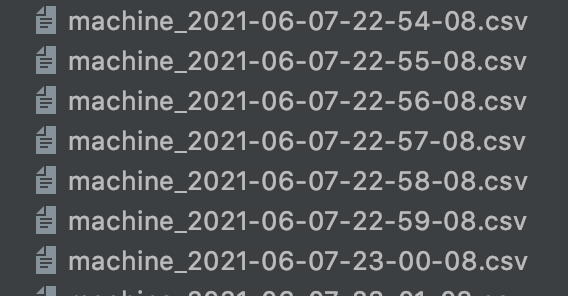 machine_2021-06-07-22-54-08.csv
machine_2021-06-07-22-55-08.csv
machine_2021-06-07-22-56-08.csv
machine_2021-06-07-22-57-08.csv
machine_2021-06-07-22-58-08.csv
machine_2021-06-07-22-59-08.csv
machine_2021-06-07-23-00-08.csv